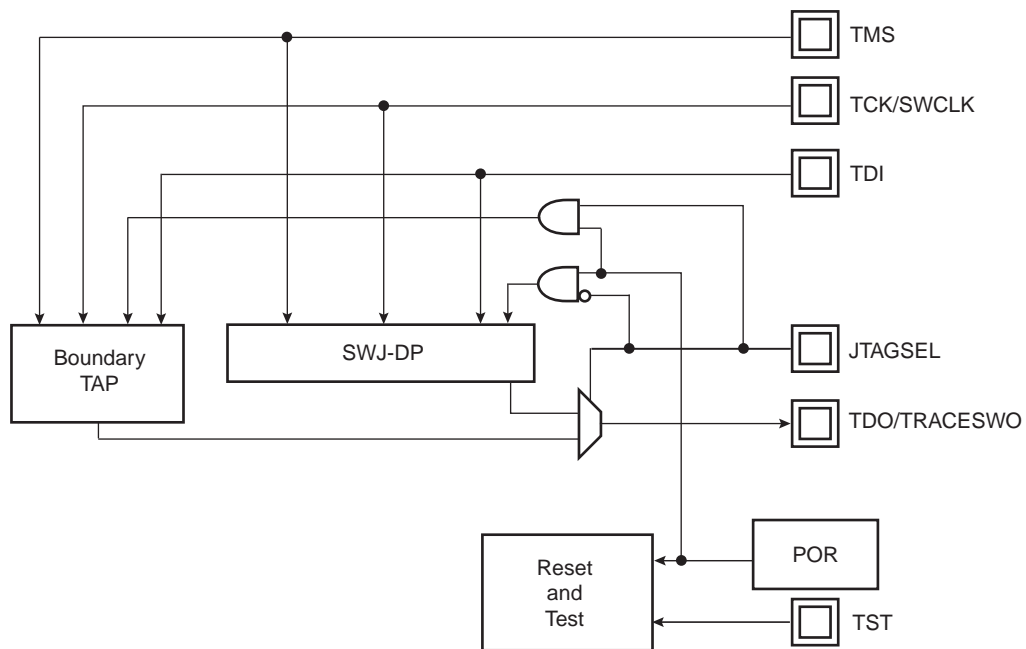 TMS
TCK/SWCLK
TDI
Boundary
TAP
SWJ-DP
JTAGSEL
TDO/TRACESWO
Reset
and
Test
POR
TST